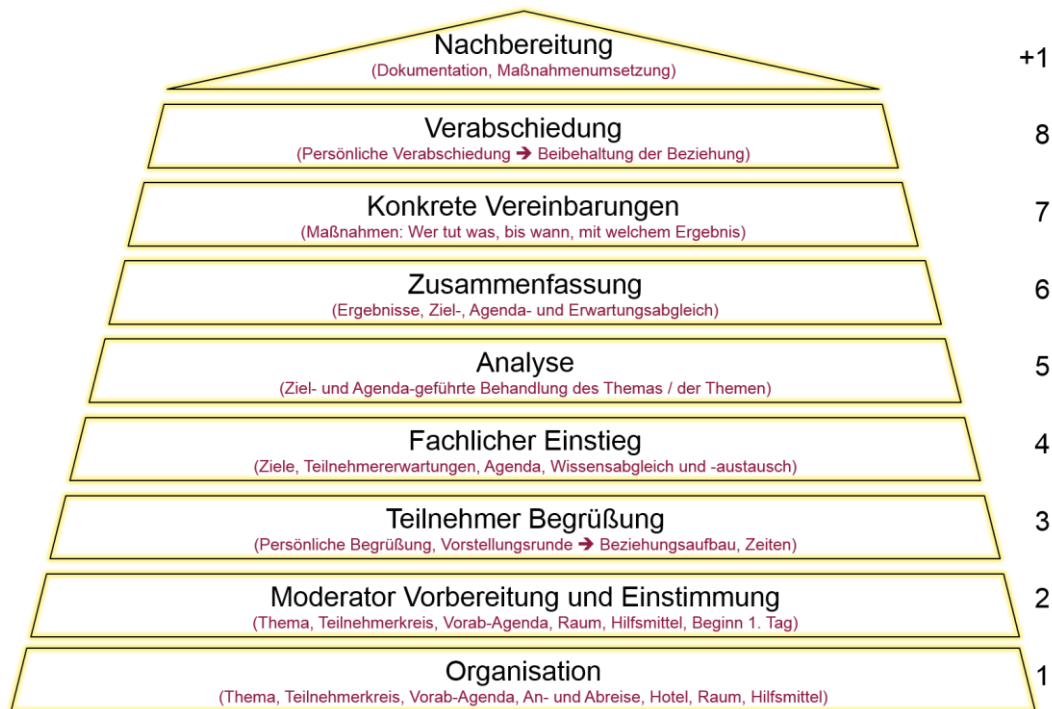 Nachbereitung
(Dokumentation, Maßnahmenumsetzung)
+1
Verabschiedung
(Persönliche Verabschiedung ➔ Beibehaltung der Beziehung)
8
Konkrete Vereinbarungen
(Maßnahmen: Wer tut was, bis wann, mit welchem Ergebnis)
7
Zusammenfassung
(Ergebnisse, Ziel-, Agenda- und Erwartungsabgleich)
6
Analyse
(Ziel- und Agenda-geführte Behandlung des Themas / der Themen)
5
Fachlicher Einstieg
(Ziele, Teilnehmererwartungen, Agenda, Wissensabgleich und -austausch)
4
Teilnehmer Begrüßung
(Persönliche Begrüßung, Vorstellungsrunde ➔ Beziehungsaufbau, Zeiten)
3
Moderator Vorbereitung und Einstimmung
(Thema, Teilnehmerkreis, Vorab-Agenda, Raum, Hilfsmittel, Beginn 1. Tag)
2
Organisation
(Thema, Teilnehmerkreis, Vorab-Agenda, An- und Abreise, Hotel, Raum, Hilfsmittel)
1